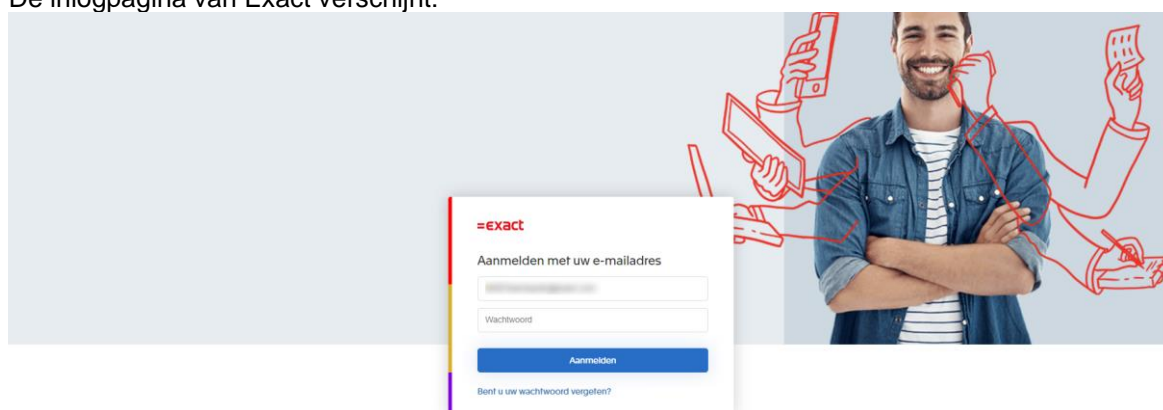 De inlogpagina van Exact verschijnt.
=exact
Aanmelden met uw e-mailadres
Wachtwoord
Aanmelden
Bent u uw wachtwoord vergeten?